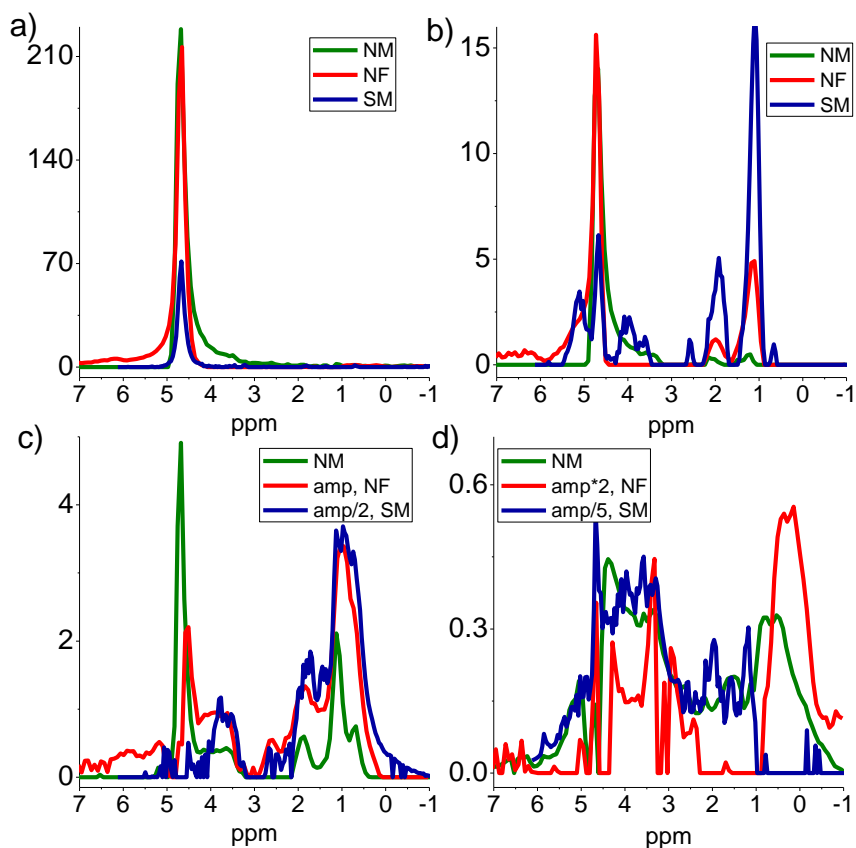 a)
NM
NF
SM
210
140
70
0
7 6 5 4 3 2 1 0 -1
ppm
b)
NM
NF
SM
15
10
5
0
7 6 5 4 3 2 1 0 -1
ppm
c)
NM
amp, NF
amp/2, SM
4
2
0
7 6 5 4 3 2 1 0 -1
ppm
d)
NM
amp*2, NF
amp/5, SM
0.6
0.3
0.0
7 6 5 4 3 2 1 0 -1
ppm